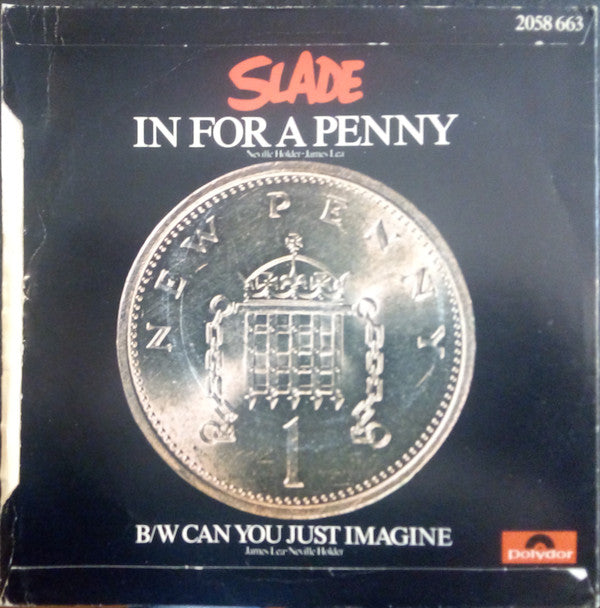 2058 663
SLADE
IN FOR A PENNY
Neville Holder-James Lea
NEW PENNY
1
B/W CAN YOU JUST IMAGINE
James Lea-Neville Holder
polydor